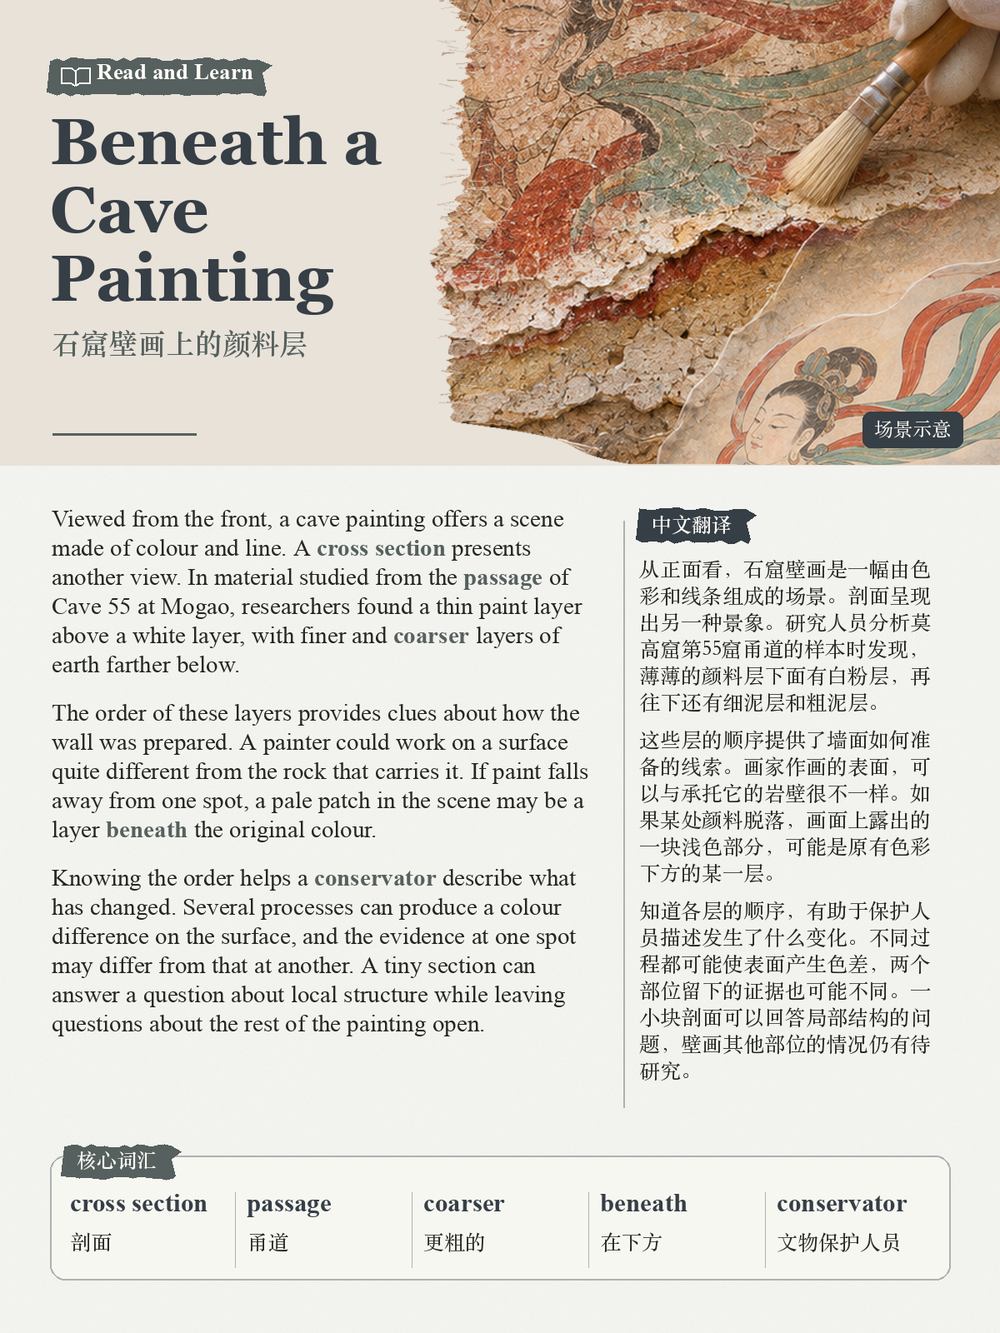 Read and Learn
Beneath a
Cave
Painting
石窟壁画上的颜料层
场景示意
Viewed from the front, a cave painting offers a scene
made of colour and line. A cross section presents
another view. In material studied from the passage of
Cave 55 at Mogao, researchers found a thin paint layer
above a white layer, with finer and coarser layers of
earth farther below.
The order of these layers provides clues about how the
wall was prepared. A painter could work on a surface
quite different from the rock that carries it. If paint falls
away from one spot, a pale patch in the scene may be a
layer beneath the original colour.
Knowing the order helps a conservator describe what
has changed. Several processes can produce a colour
difference on the surface, and the evidence at one spot
may differ from that at another. A tiny section can
answer a question about local structure while leaving
questions about the rest of the painting open.
中文翻译
从正面看，石窟壁画是一幅由色
彩和线条组成的场景。剖面呈现
出另一种景象。研究人员分析莫
高窟第55窟甬道的样本时发现，
薄薄的颜料层下面有白粉层，再
往下还有细泥层和粗泥层。
这些层的顺序提供了墙面如何准
备的线索。画家作画的表面，可
以与承托它的岩壁很不一样。如
果某处颜料脱落，画面上露出的
一块浅色部分，可能是原有色彩
下方的某一层。
知道各层的顺序，有助于保护人
员描述发生了什么变化。不同过
程都可能使表面产生色差，两个
部位留下的证据也可能不同。一
小块剖面可以回答局部结构的问
题，壁画其他部位的情况仍有待
研究。
核心词汇
cross section
剖面
passage
甬道
coarser
更粗的
beneath
在下方
conservator
文物保护人员